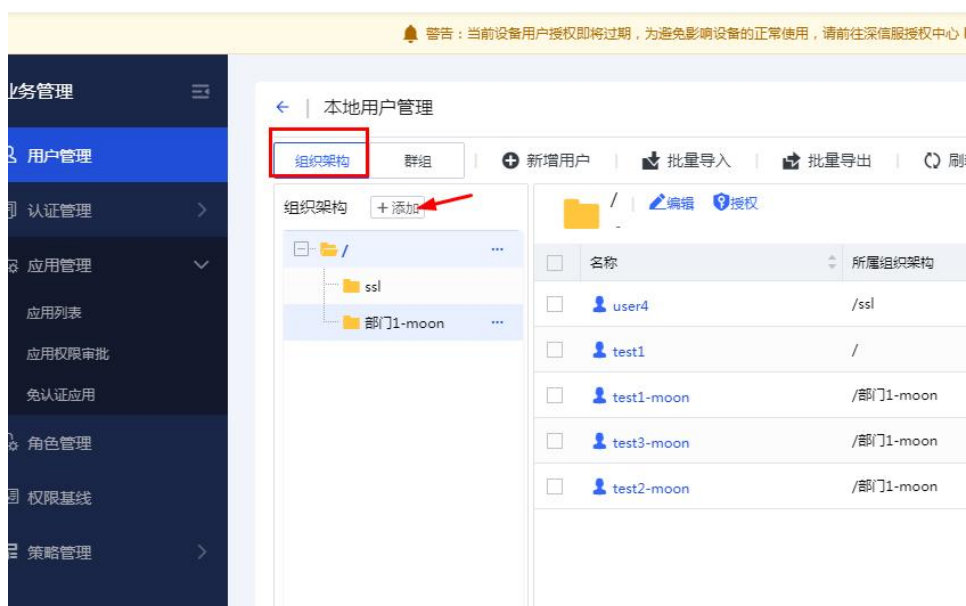 警告：当前设备用户授权即将过期，为避免影响设备的正常使用，请前往深信服授权中心
业务管理
← | 本地用户管理
用户管理
组织架构 群组 新增用户 批量导入 批量导出 刷
组织架构 +添加
/ 编辑 授权
-
认证管理
/ ...
名称 所属组织架构
应用管理
ssl
user4 /ssl
应用列表
部门1-moon ...
test1 /
应用权限审批
免认证应用
test1-moon /部门1-moon
角色管理
test3-moon /部门1-moon
权限基线
test2-moon /部门1-moon
策略管理